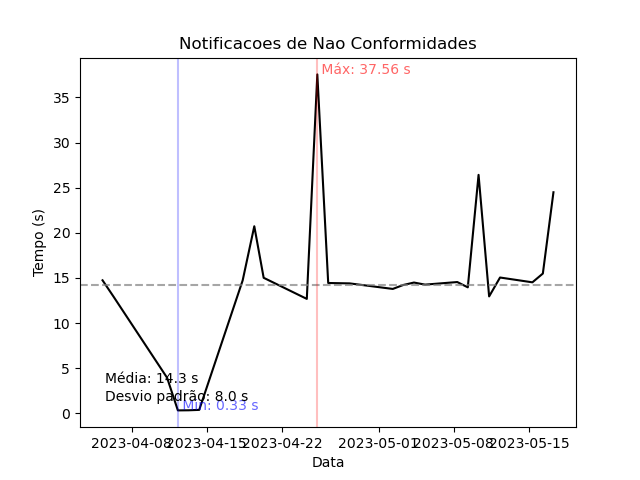 Notificacoes de Nao Conformidades
Máx: 37.56 s
35
30
25
20
15
10
5
0
Tempo (s)
Média: 14.3 s
Desvio padrão: 8.0 s
Mín: 0.33 s
2023-04-08 2023-04-15 2023-04-22 2023-05-01 2023-05-08 2023-05-15
Data